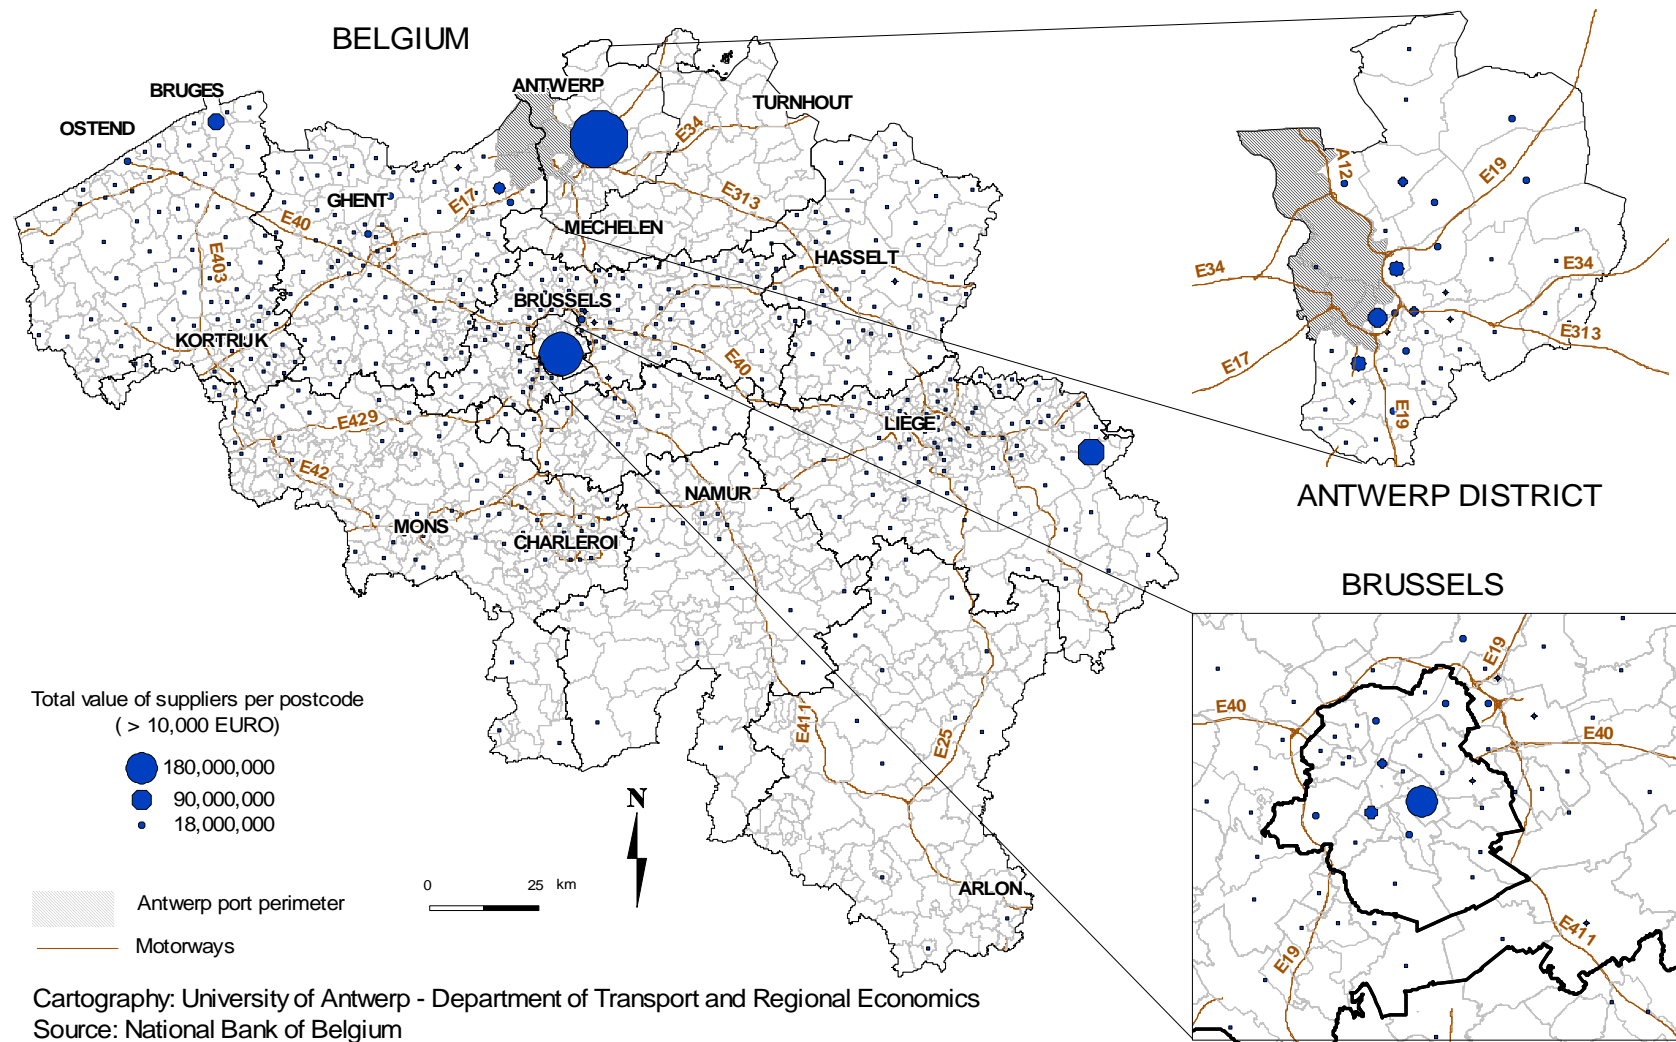 BELGIUM
BRUGES
OSTEND
ANTWERP
TURNHOUT
E34
GHENT
E17
E40
E403
E313
MECHELEN
HASSELT
BRUSSELS
KORTRIJK
E40
E429
LIEGE
E42
NAMUR
MONS
CHARLEROI
E411
E25
ARLON
A12
E19
E34
E34
E313
E17
E19
ANTWERP DISTRICT
BRUSSELS
E19
E40
E40
E19
E411
Total value of suppliers per postcode
( > 10,000 EURO)
180,000,000
90,000,000
18,000,000
N
0 25 km
Antwerp port perimeter
Motorways
Cartography: University of Antwerp - Department of Transport and Regional Economics
Source: National Bank of Belgium